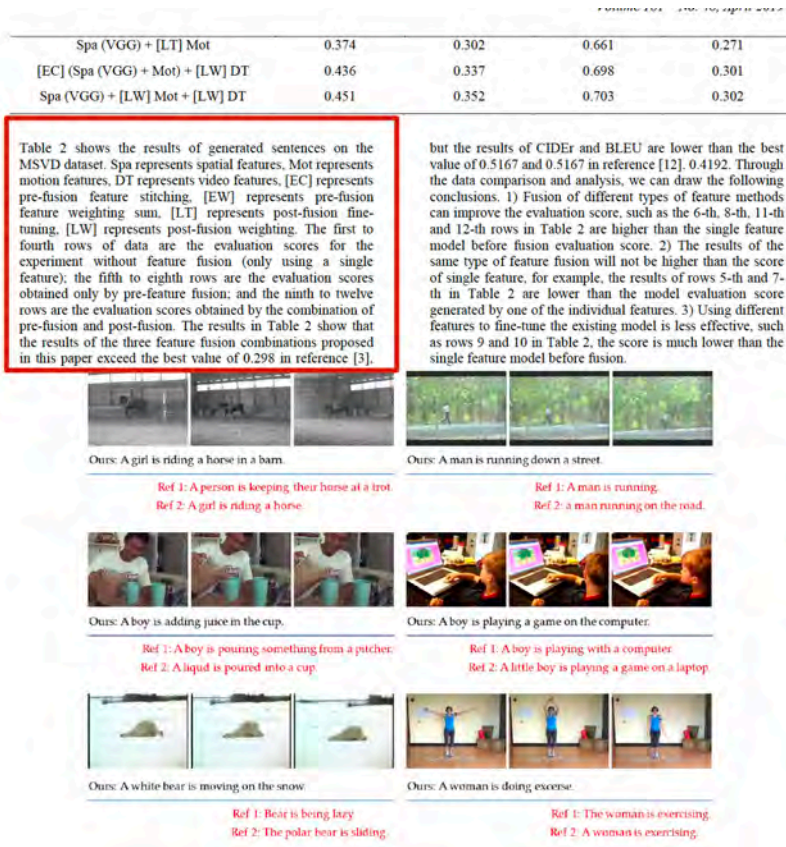 Volume 181 – No. 46, April 2019
Spa (VGG) + [LT] Mot 0.374 0.302 0.661 0.271
[EC] (Spa (VGG) + Mot) + [LW] DT 0.436 0.337 0.698 0.301
Spa (VGG) + [LW] Mot + [LW] DT 0.451 0.352 0.703 0.302
Table 2 shows the results of generated sentences on the
MSVD dataset. Spa represents spatial features, Mot represents
motion features, DT represents video features, [EC] represents
pre-fusion feature stitching, [EW] represents pre-fusion
feature weighting sum, [LT] represents post-fusion fine-
tuning, [LW] represents post-fusion weighting. The first to
fourth rows of data are the evaluation scores for the
experiment without feature fusion (only using a single
feature); the fifth to eighth rows are the evaluation scores
obtained only by pre-feature fusion; and the ninth to twelve
rows are the evaluation scores obtained by the combination of
pre-fusion and post-fusion. The results in Table 2 show that
the results of the three feature fusion combinations proposed
in this paper exceed the best value of 0.298 in reference [3],
but the results of CIDEr and BLEU are lower than the best
value of 0.5167 and 0.5167 in reference [12]. 0.4192. Through
the data comparison and analysis, we can draw the following
conclusions. 1) Fusion of different types of feature methods
can improve the evaluation score, such as the 6-th, 8-th, 11-th
and 12-th rows in Table 2 are higher than the single feature
model before fusion evaluation score. 2) The results of the
same type of feature fusion will not be higher than the score
of single feature, for example, the results of rows 5-th and 7-
th in Table 2 are lower than the model evaluation score
generated by one of the individual features. 3) Using different
features to fine-tune the existing model is less effective, such
as rows 9 and 10 in Table 2, the score is much lower than the
single feature model before fusion.
Ours: A girl is riding a horse in a barn.
Ref 1: A person is keeping their horse at a trot.
Ref 2: A girl is riding a horse.
Ours: A man is running down a street.
Ref 1: A man is running.
Ref 2: a man running on the road.
Ours: A boy is adding juice in the cup.
Ref 1: A boy is pouring something from a pitcher.
Ref 2: A liquid is poured into a cup.
Ours: A boy is playing a game on the computer.
Ref 1: A boy is playing with a computer.
Ref 2: A little boy is playing a game on a laptop.
Ours: A white bear is moving on the snow.
Ref 1: Bear is being lazy
Ref 2: The polar bear is sliding.
Ours: A woman is doing excerse.
Ref 1: The woman is exercising.
Ref 2: A woman is exercising.